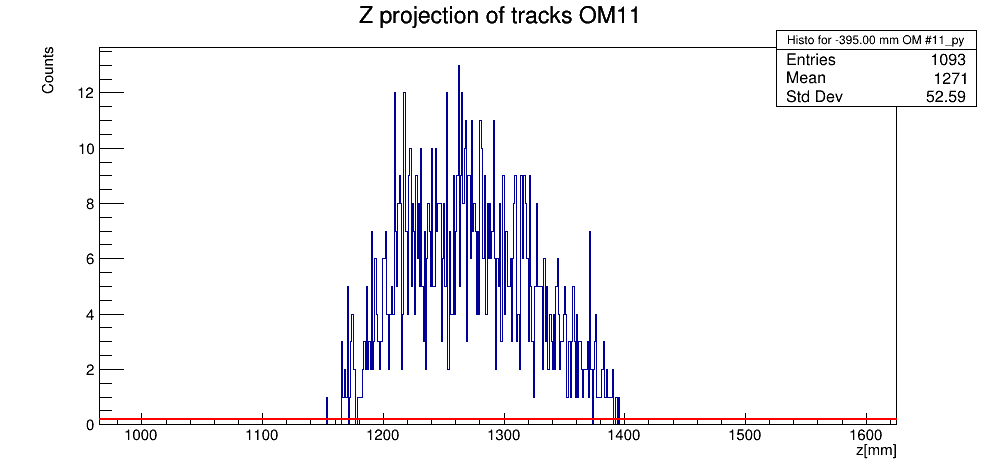 Z projection of tracks OM11
Histo for -395.00 mm OM #11_py
Entries 1093
Mean 1271
Std Dev 52.59
Counts
12
10
8
6
4
2
0
1000 1100 1200 1300 1400 1500 1600
z[mm]